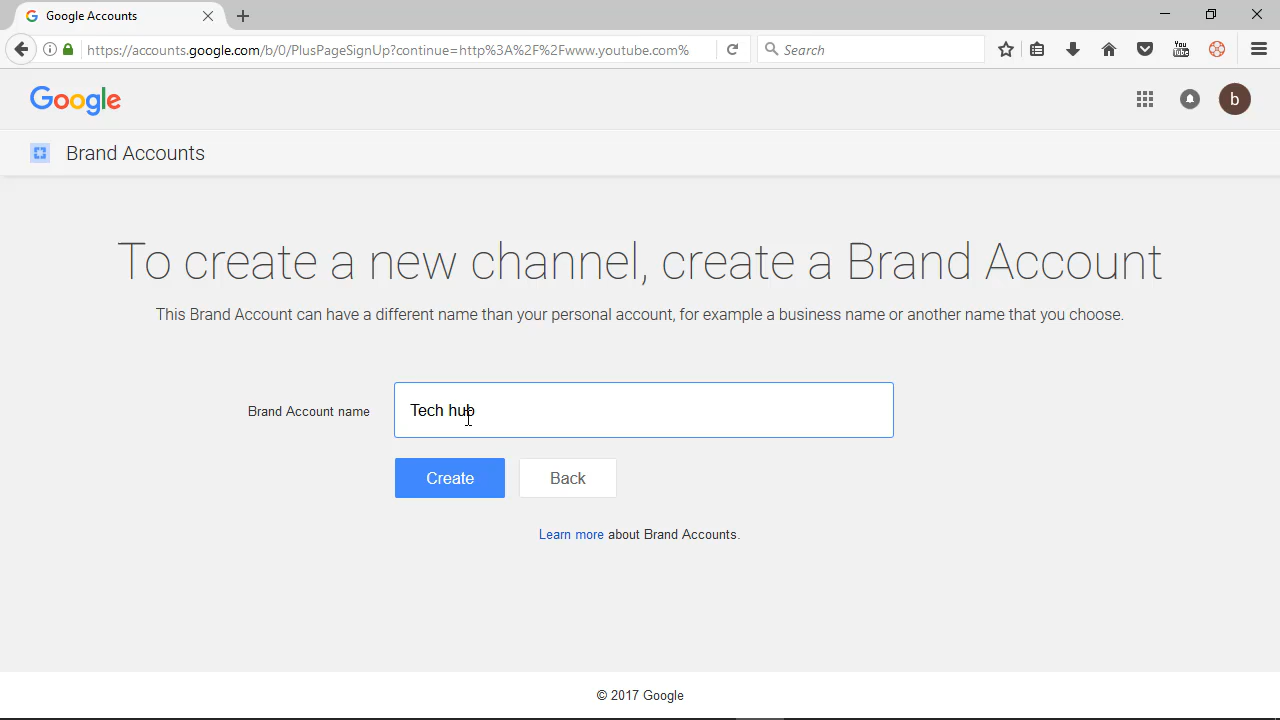 Google Accounts
https://accounts.google.com/b/0/PlusPageSignUp?continue=http%3A%2F%2Fwww.youtube.com%
Search
You
Tube
Google
b
Brand Accounts
To create a new channel, create a Brand Account
This Brand Account can have a different name than your personal account, for example a business name or another name that you choose.
Brand Account name
Tech hub
Create
Back
Learn more about Brand Accounts.
© 2017 Google